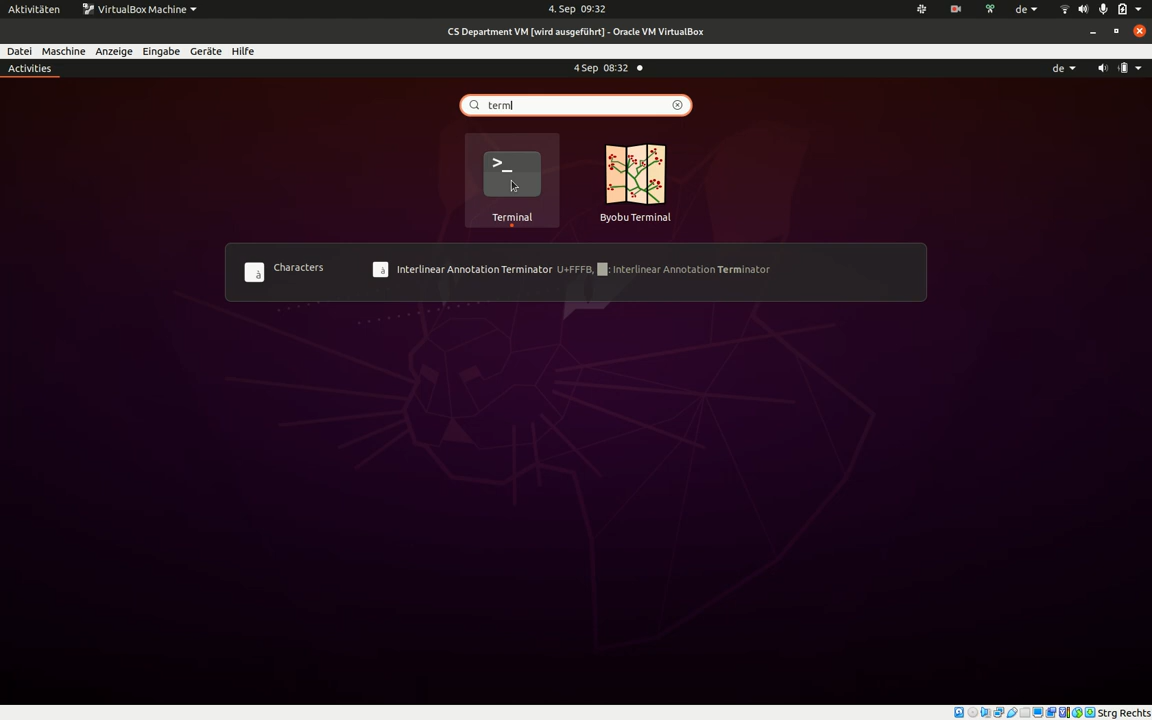 Aktivitäten VirtualBox Machine 4. Sep 09:32 de
CS Department VM [wird ausgeführt] - Oracle VM VirtualBox
Datei Maschine Anzeige Eingabe Geräte Hilfe
Activities 4 Sep 08:32 de
term
>_
Terminal Byobu Terminal
à Characters à Interlinear Annotation Terminator U+FFFB, : Interlinear Annotation Terminator
Strg Rechts